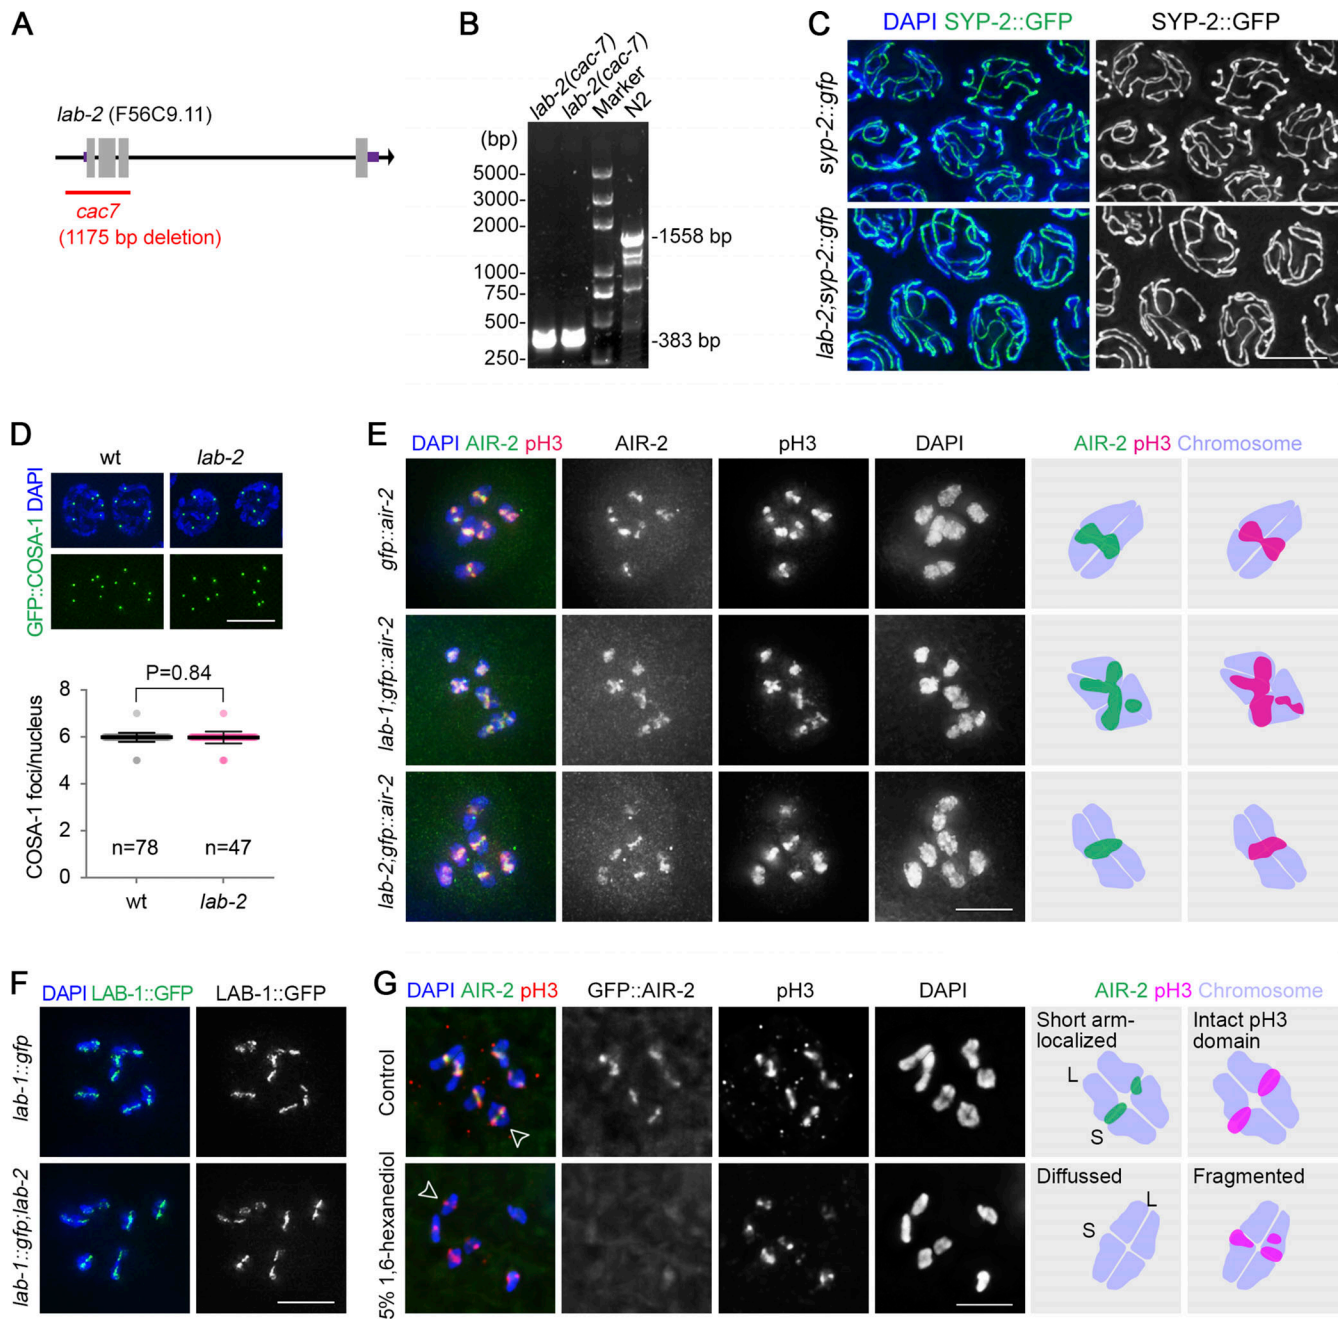 A
lab-2 (F56C9.11)
cac7
(1175 bp deletion)
B
lab-2(cac-7)
lab-2(cac-7)
Marker
N2
(bp)
5000-
3000-
2000-
1000-
750-
500-
250-
-1558 bp
-383 bp
C
DAPI SYP-2::GFP
SYP-2::GFP
syp-2::gfp
lab-2;syp-2::gfp
D
wt
lab-2
GFP::COSA-1 DAPI
P=0.84
COSA-1 foci/nucleus
8
6
4
2
0
n=78
n=47
wt
lab-2
E
DAPI AIR-2 pH3
AIR-2
pH3
DAPI
AIR-2 pH3 Chromosome
gfp::air-2
lab-1;gfp::air-2
lab-2;gfp::air-2
F
DAPI LAB-1::GFP
LAB-1::GFP
lab-1::gfp
lab-1::gfp;lab-2
G
DAPI AIR-2 pH3
GFP::AIR-2
pH3
DAPI
AIR-2 pH3 Chromosome
Control
5% 1,6-hexanediol
Short arm-
localized
L
S
Intact pH3
domain
Diffussed
L
S
Fragmented